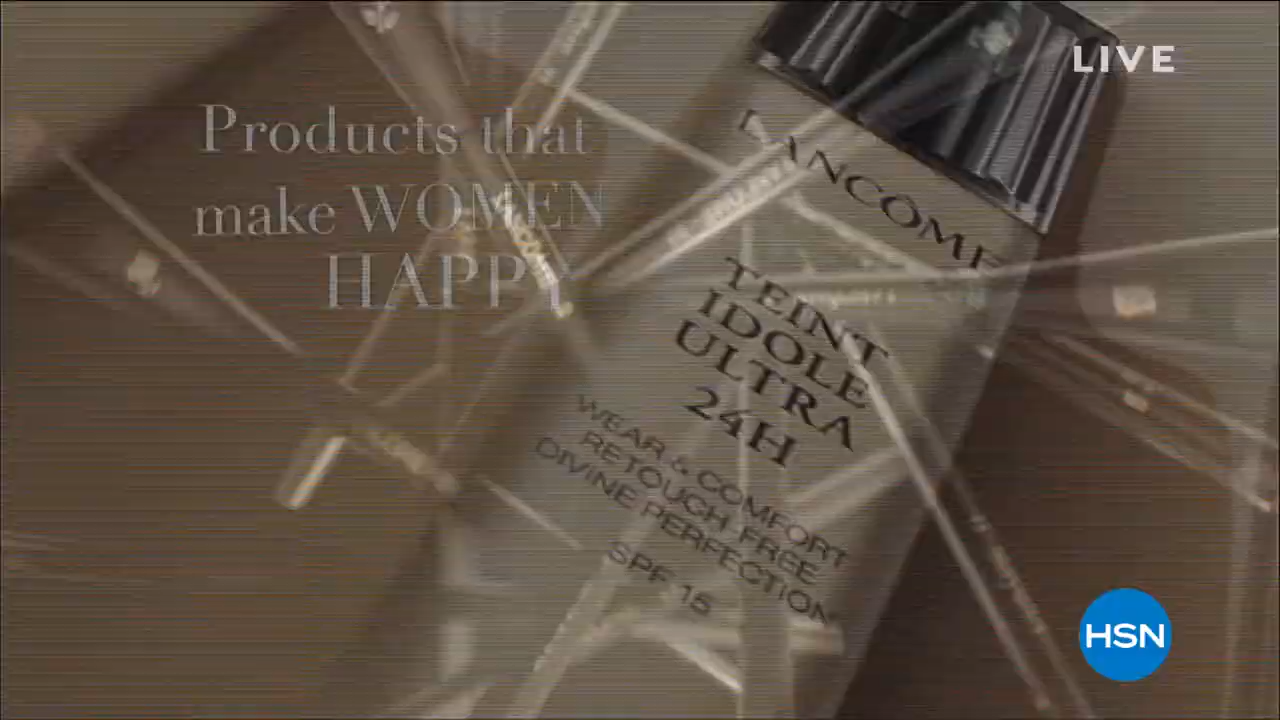 LIVE
Products that
make WOMEN
HAPPY
LANCÔME
TEINT
IDOLE
ULTRA
24H
WEAR & COMFORT
RETOUCH-FREE
DIVINE PERFECTION
SPF 15
HSN